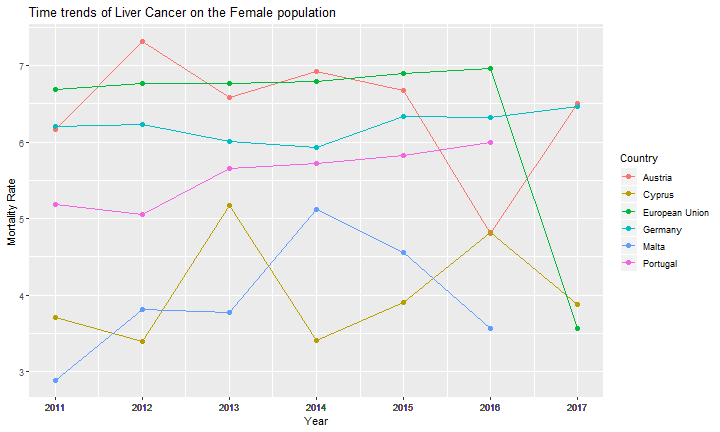 Time trends of Liver Cancer on the Female population
7
6
5
4
3
Mortality Rate
2011 2012 2013 2014 2015 2016 2017
Year
Country
Austria
Cyprus
European Union
Germany
Malta
Portugal